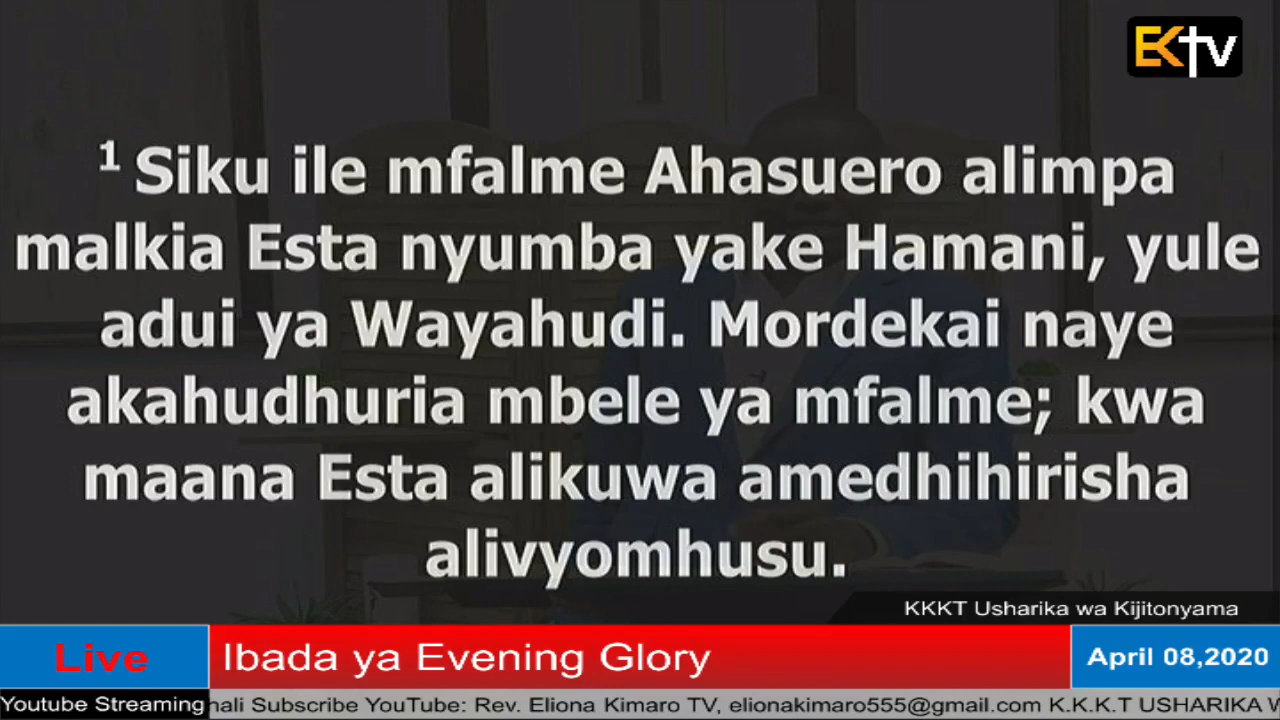 EKtv
1 Siku ile mfalme Ahasuero alimpa
malkia Esta nyumba yake Hamani, yule
adui ya Wayahudi. Mordekai naye
akahudhuria mbele ya mfalme; kwa
maana Esta alikuwa amedhihirisha
alivyomhusu.
KKKT Usharika wa Kijitonyama
Live
Ibada ya Evening Glory
April 08,2020
Youtube Streaming
Subscribe YouTube: Rev. Eliona Kimaro TV, elionakimaro555@gmail.com K.K.K.T USHARIKA